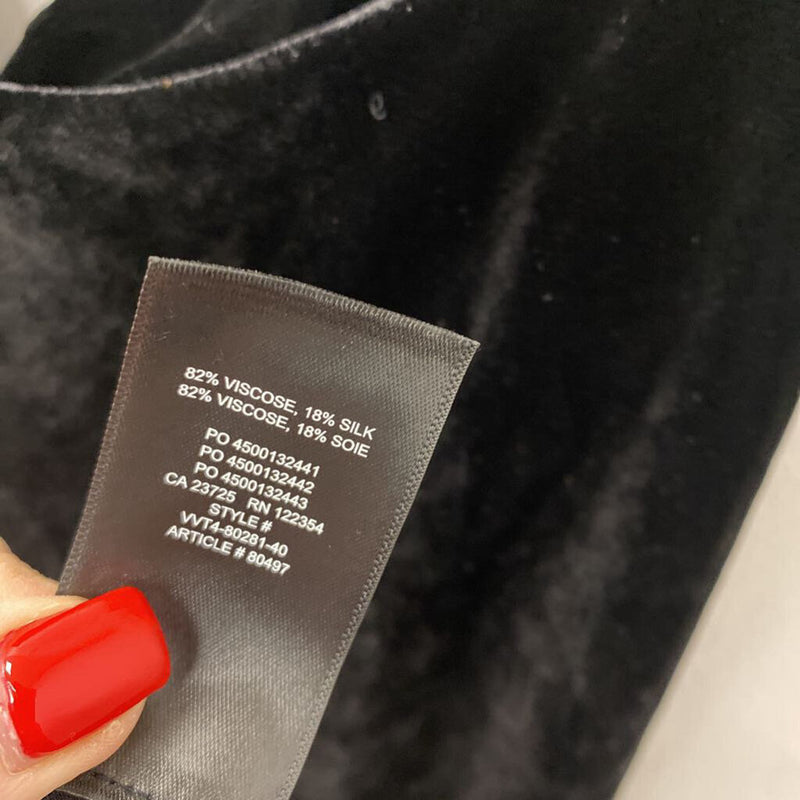 82% VISCOSE, 18% SILK
82% VISCOSE, 18% SOIE
PO 4500132441
PO 4500132442
PO 4500132443
CA 23725 RN 122354
STYLE #
VVT4-80281-40
ARTICLE # 80497